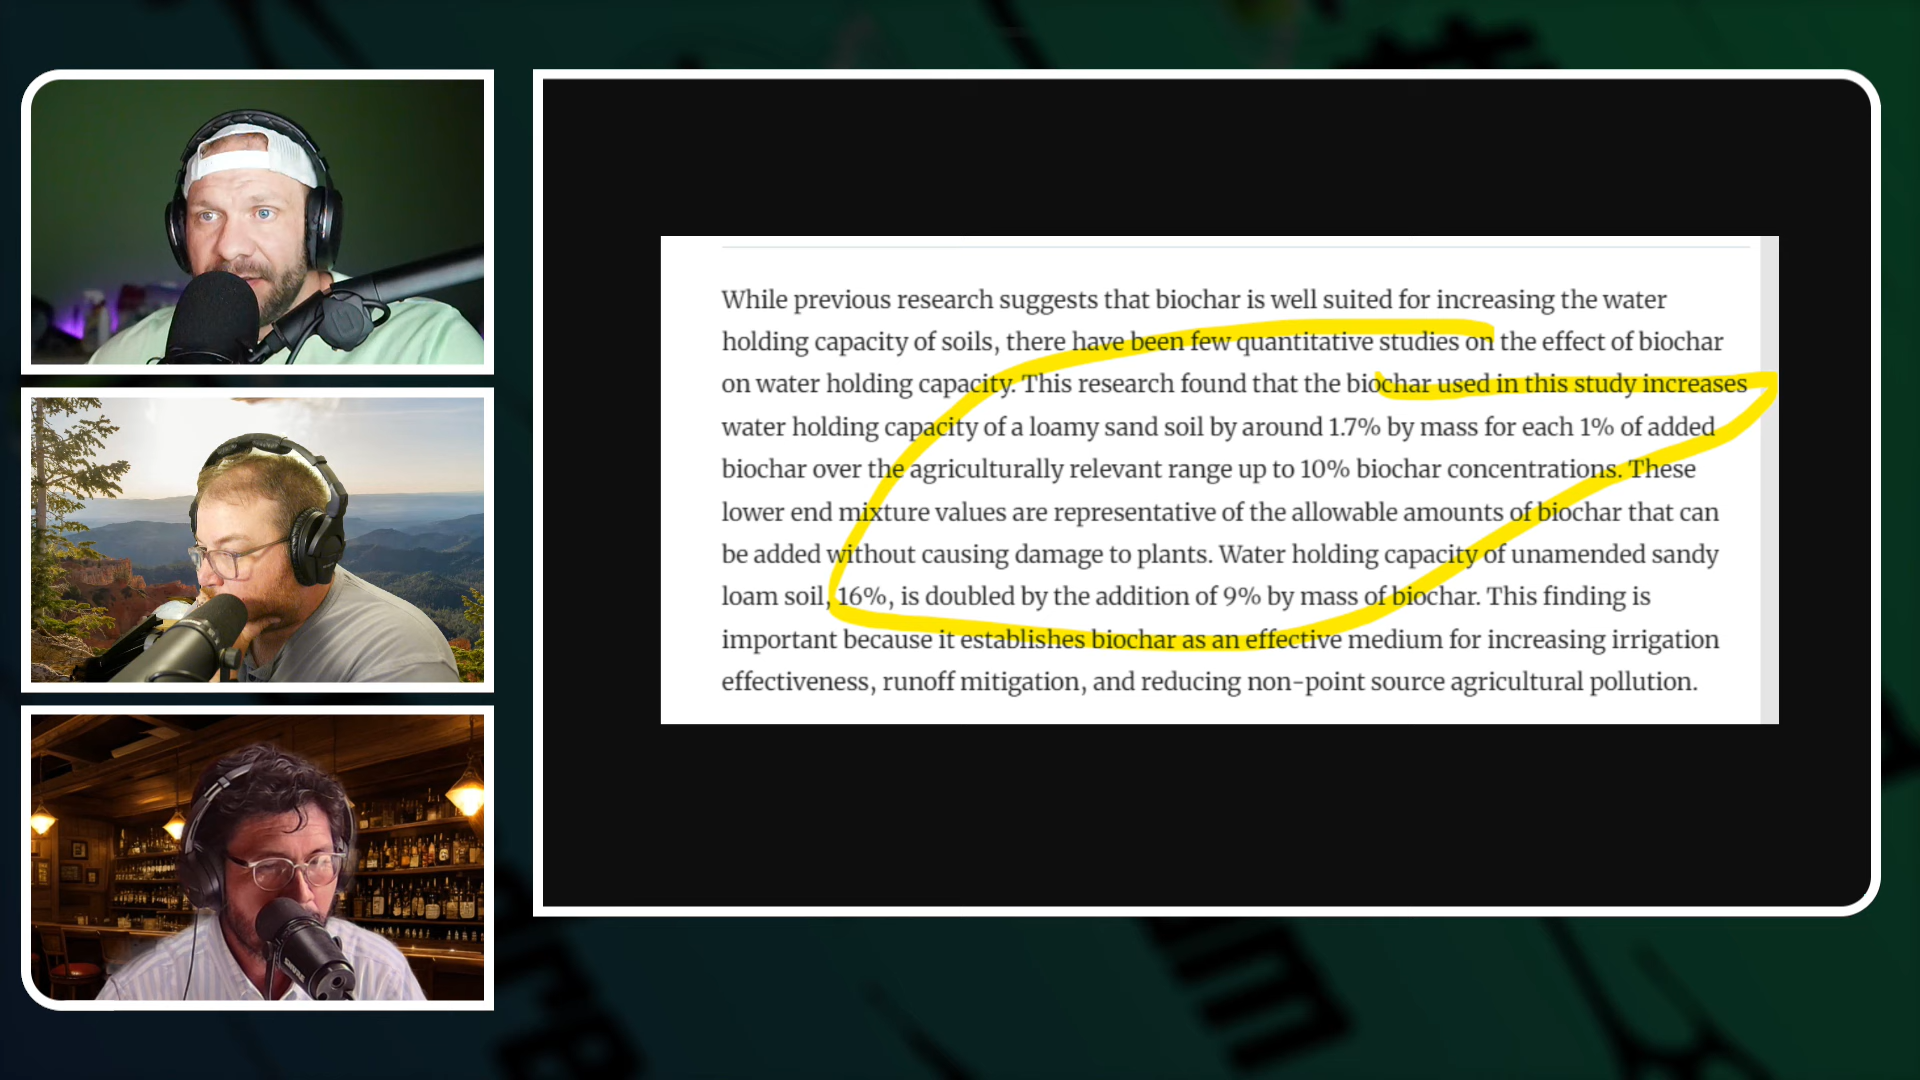 While previous research suggests that biochar is well suited for increasing the water
holding capacity of soils, there have been few quantitative studies on the effect of biochar
on water holding capacity. This research found that the biochar used in this study increases
water holding capacity of a loamy sand soil by around 1.7% by mass for each 1% of added
biochar over the agriculturally relevant range up to 10% biochar concentrations. These
lower end mixture values are representative of the allowable amounts of biochar that can
be added without causing damage to plants. Water holding capacity of unamended sandy
loam soil, 16%, is doubled by the addition of 9% by mass of biochar. This finding is
important because it establishes biochar as an effective medium for increasing irrigation
effectiveness, runoff mitigation, and reducing non-point source agricultural pollution.
SHURE